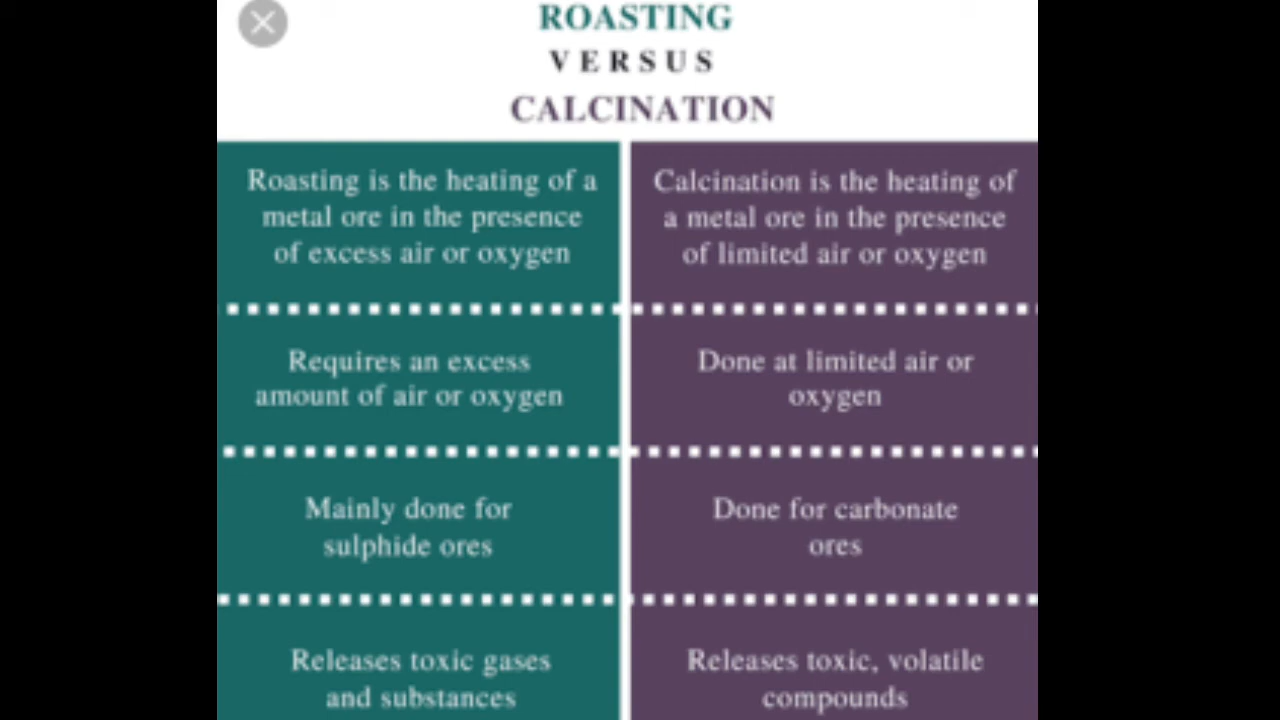 ROASTING
VERSUS
CALCINATION
Roasting is the heating of a
metal ore in the presence
of excess air or oxygen
Calcination is the heating of
a metal ore in the presence
of limited air or oxygen
Requires an excess
amount of air or oxygen
Done at limited air or
oxygen
Mainly done for
sulphide ores
Done for carbonate
ores
Releases toxic gases
and substances
Releases toxic, volatile
compounds